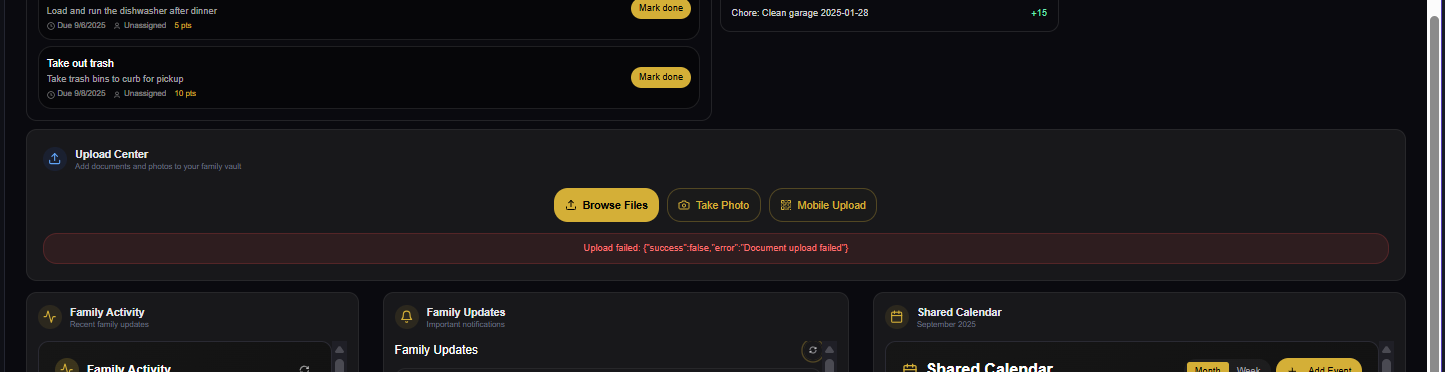 Load and run the dishwasher after dinner
Due 9/6/2025 Unassigned 5 pts
Mark done
Take out trash
Take trash bins to curb for pickup
Due 9/8/2025 Unassigned 10 pts
Mark done
Chore: Clean garage 2025-01-28 +15
Upload Center
Add documents and photos to your family vault
Browse Files Take Photo Mobile Upload
Upload failed: {"success":false,"error":"Document upload failed"}
Family Activity
Recent family updates
Family Activity
Family Updates
Important notifications
Family Updates
Shared Calendar
September 2025
Shared Calendar
Month Week Add Event